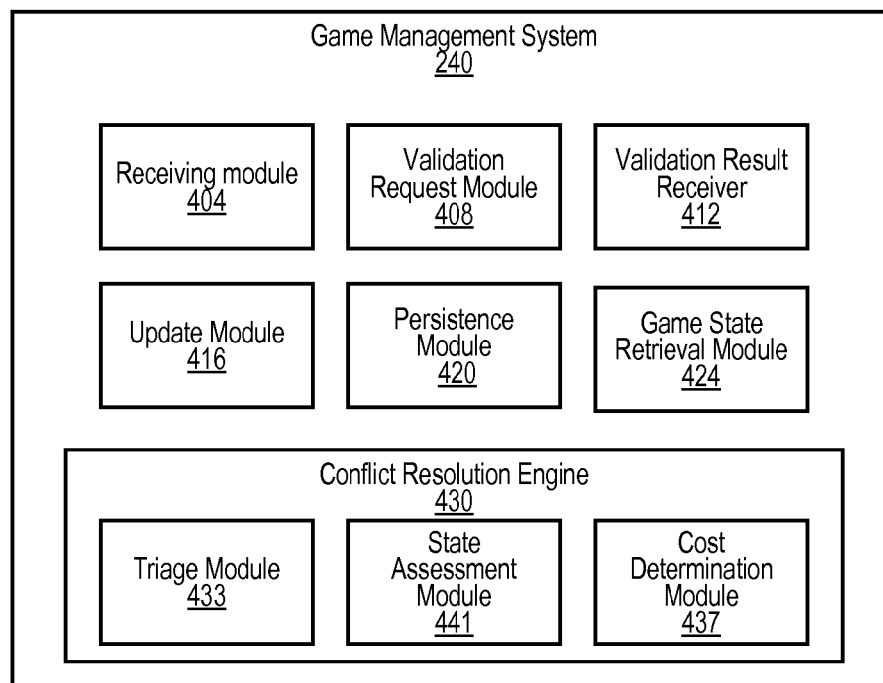 Game Management System
240
Receiving module
404
Validation
Request Module
408
Validation Result
Receiver
412
Update Module
416
Persistence
Module
420
Game State
Retrieval Module
424
Conflict Resolution Engine
430
Triage Module
433
State
Assessment
Module
441
Cost
Determination
Module
437